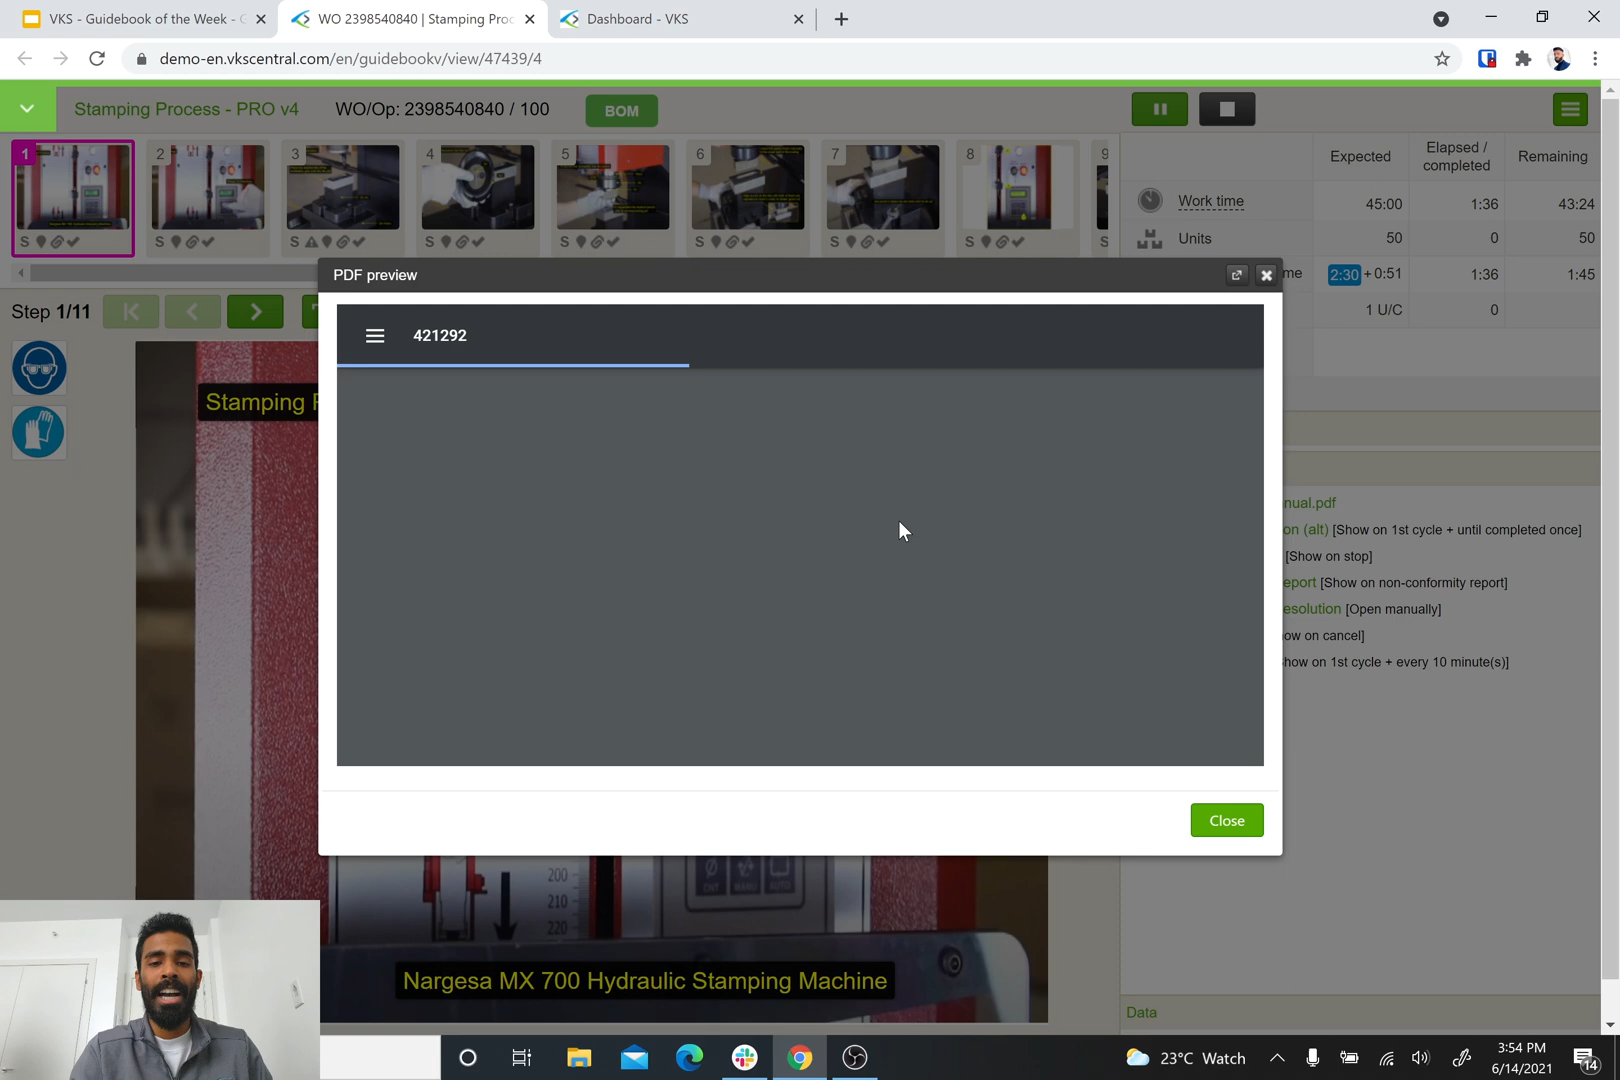 VKS - Guidebook of the Week - G
WO 2398540840 | Stamping Proc
Dashboard - VKS
demo-en.vkscentral.com/en/guidebookv/view/47439/4
Stamping Process - PRO v4
WO/Op: 2398540840 / 100
BOM
1
2
3
4
5
6
7
8
9
S
S
S
S
S
S
S
S
S
Expected
Elapsed /
completed
Remaining
Work time
45:00
1:36
43:24
Units
50
0
50
me
2:30 +0:51
1:36
1:45
1 U/C
0
Step 1/11
PDF preview
421292
Stamping
nual.pdf
on (alt) [Show on 1st cycle + until completed once]
[Show on stop]
eport [Show on non-conformity report]
esolution [Open manually]
ow on cancel]
how on 1st cycle + every 10 minute(s)]
Close
200
210
220
CNT
MANU
AUTO
Nargesa MX 700 Hydraulic Stamping Machine
Data
23°C Watch
3:54 PM
6/14/2021
14